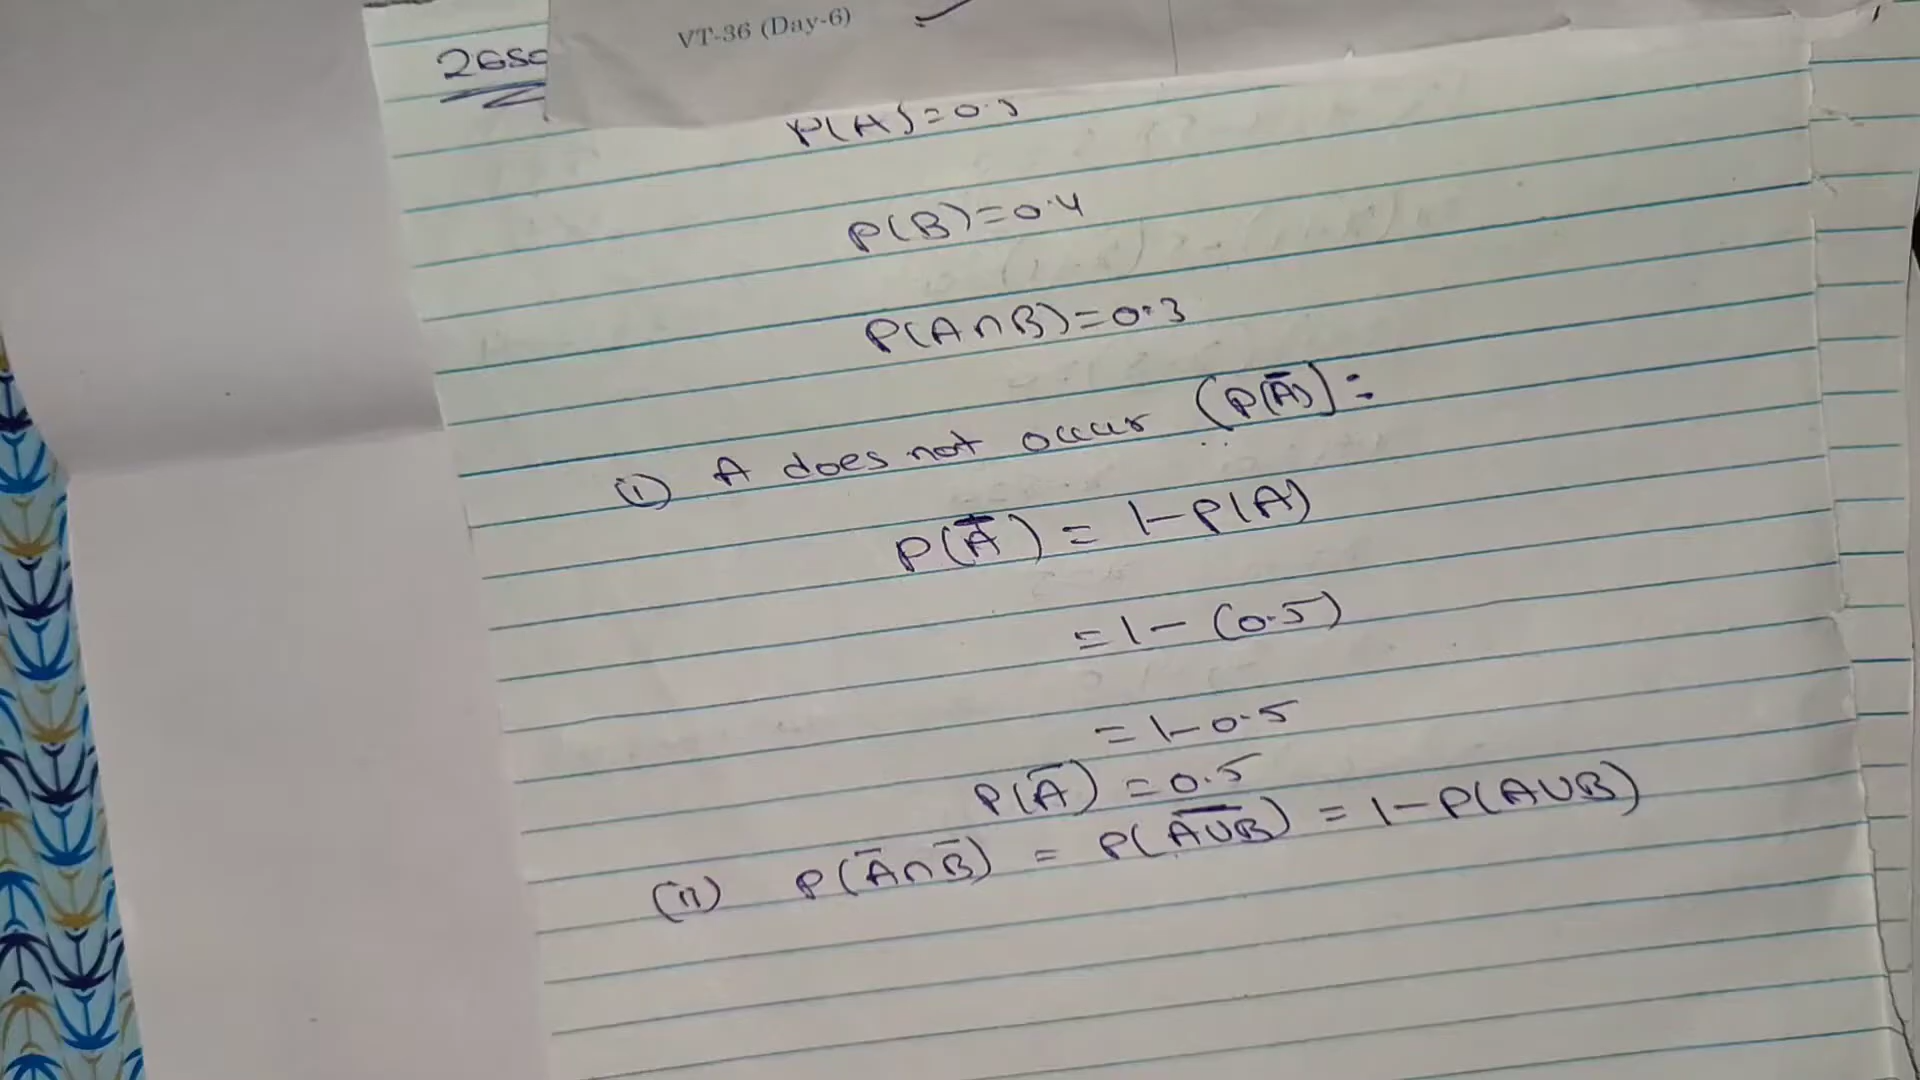 VT-36 (Day-6)
P(A)=0.5
P(B)=0.4
P(A∩B)=0.3
(i) A does not occur (P(Ā)]:
P(Ā) = 1-P(A)
=1-(0.5)
=1-0.5
P(Ā) =0.5
(ii) P(Ā∩B̅) = P(A̅∪̅B̅) = 1-P(A∪B)